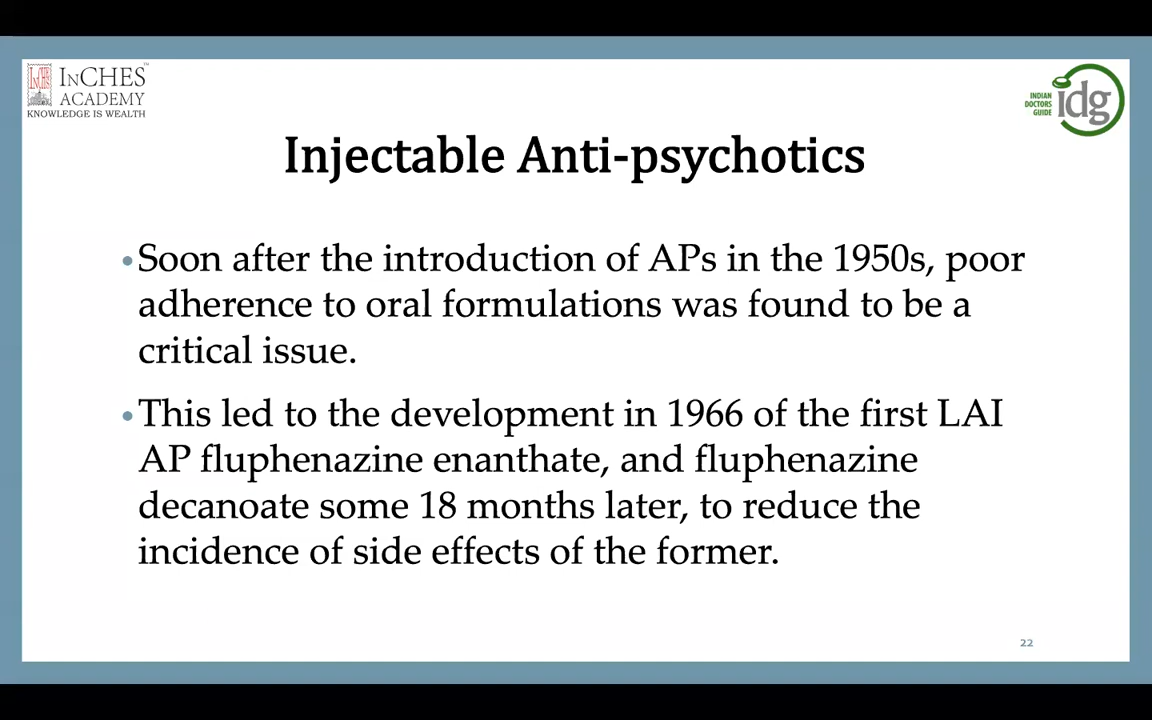 InCHES
ACADEMY
KNOWLEDGE IS WEALTH
INDIAN
DOCTORS
GUIDE
idg
Injectable Anti-psychotics
•Soon after the introduction of APs in the 1950s, poor
adherence to oral formulations was found to be a
critical issue.
•This led to the development in 1966 of the first LAI
AP fluphenazine enanthate, and fluphenazine
decanoate some 18 months later, to reduce the
incidence of side effects of the former.
22